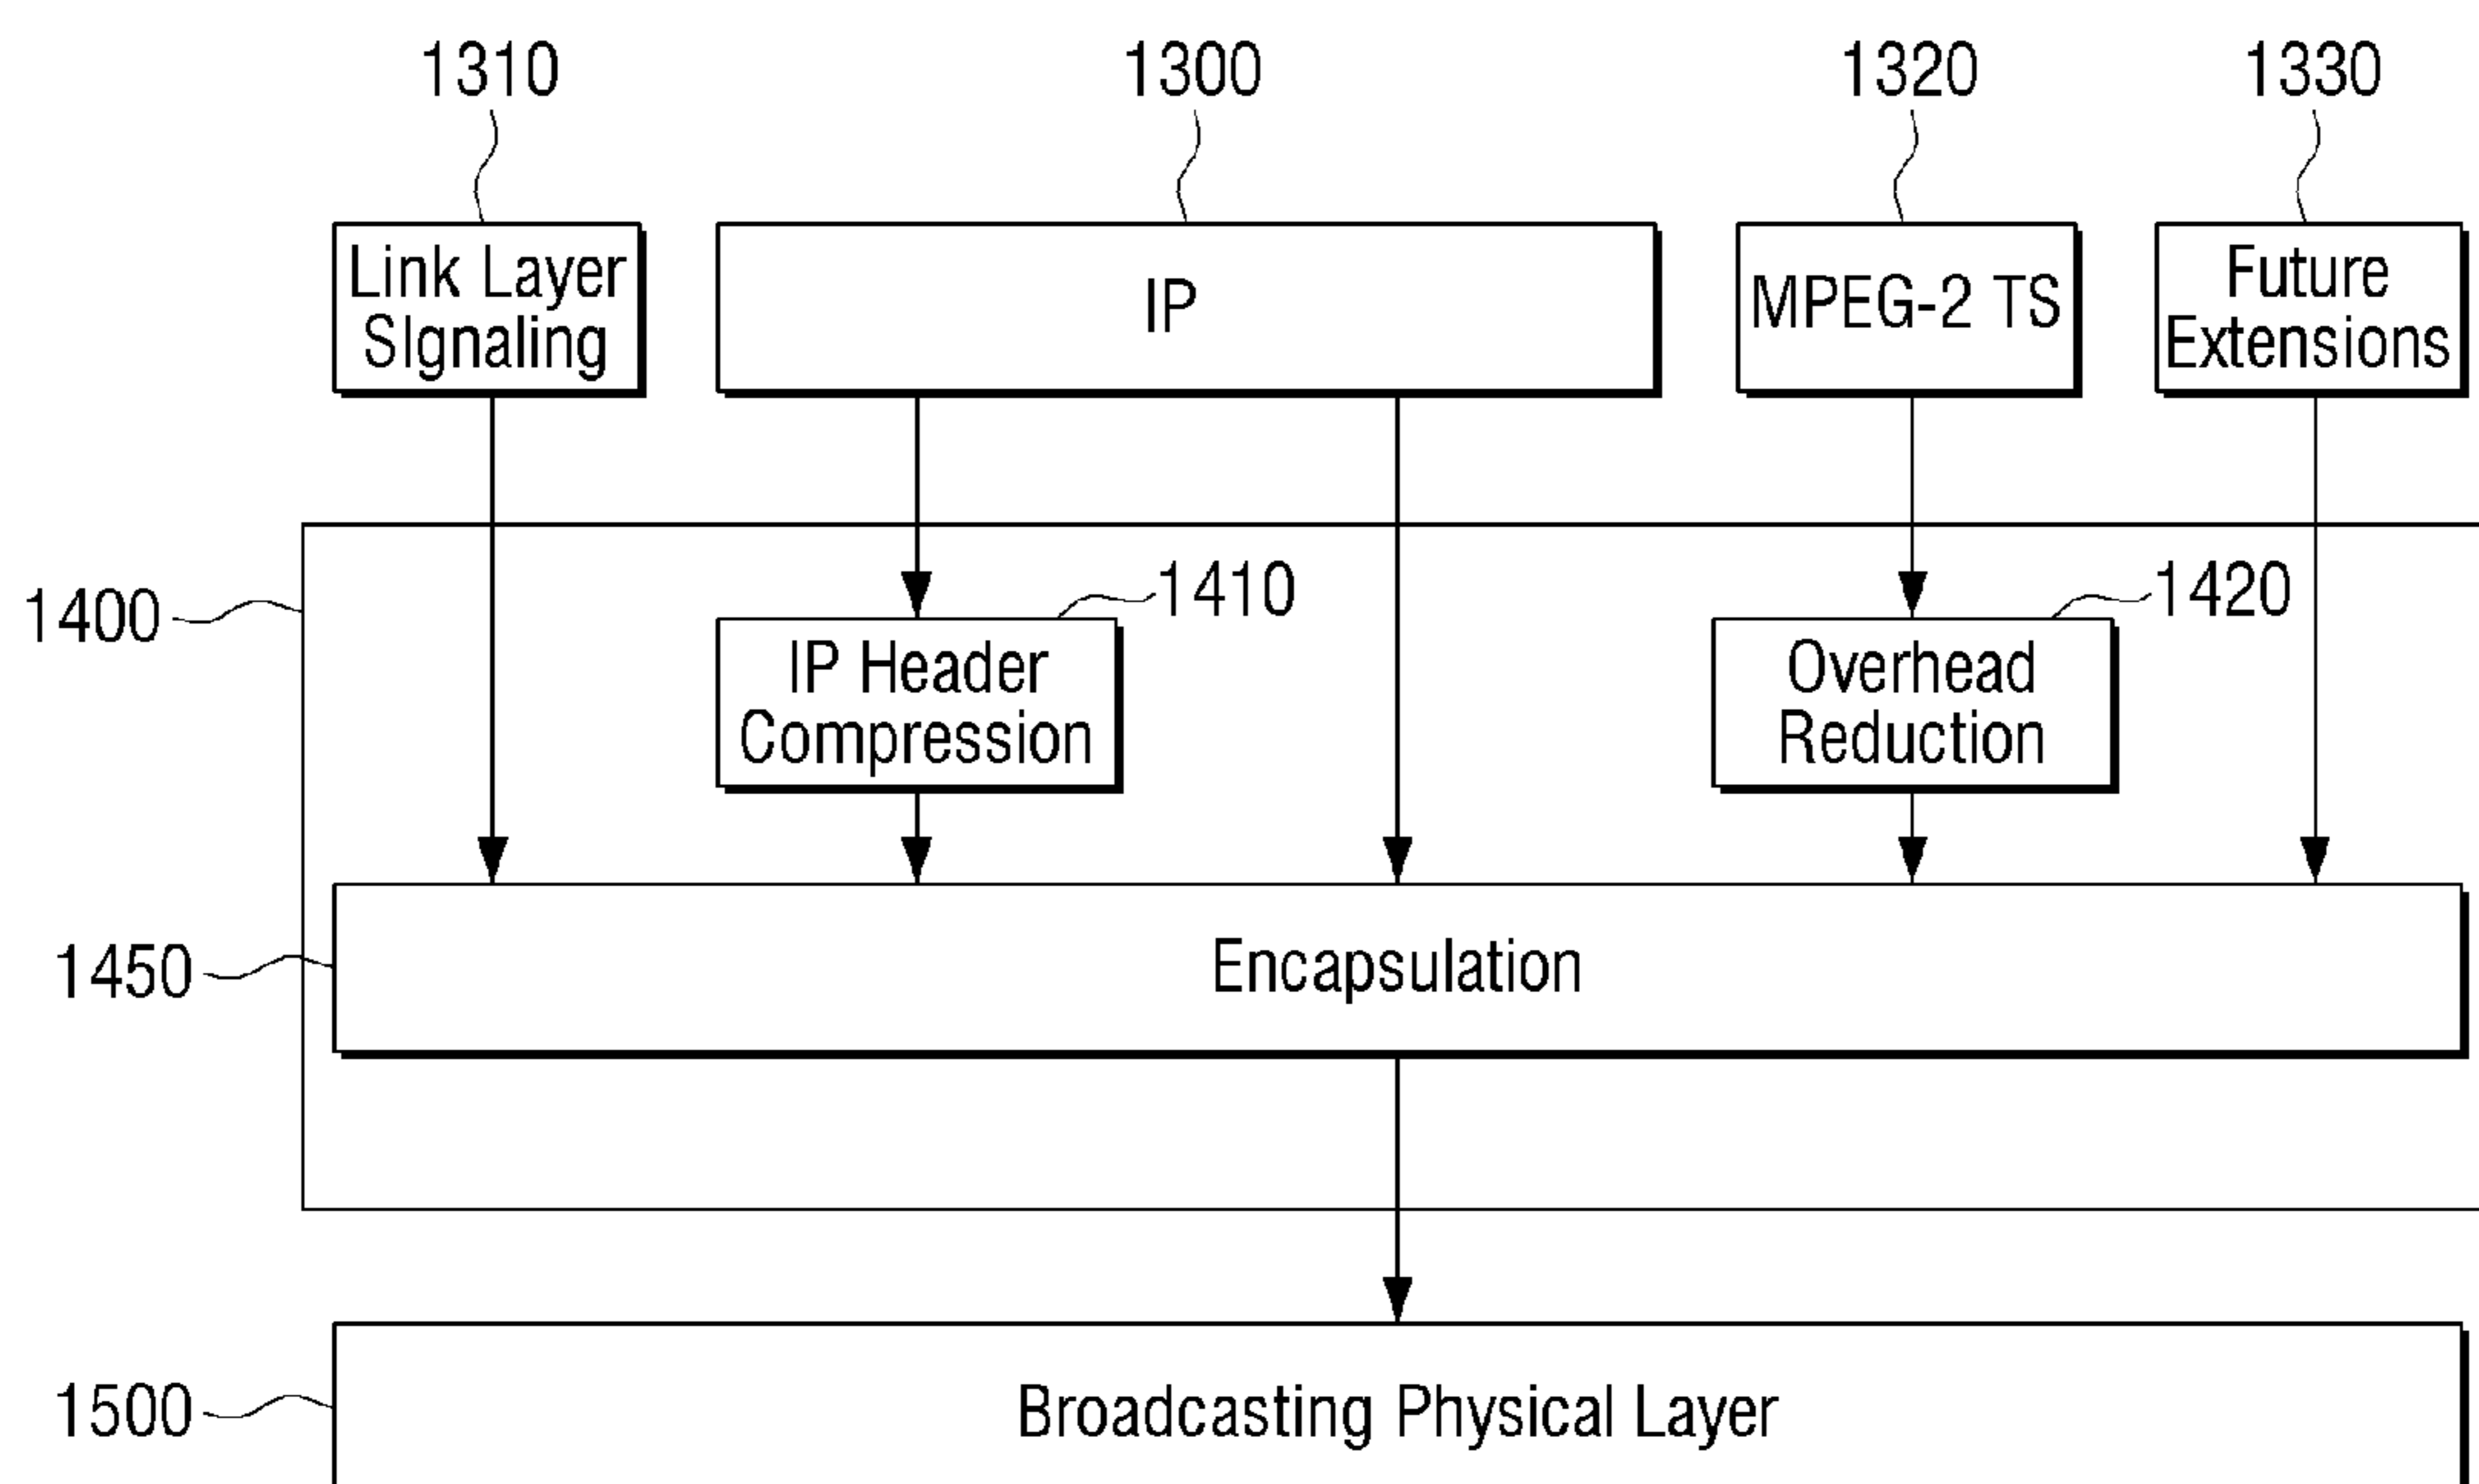 1310
1300
1320
1330
Link Layer
SIgnaling
IP
MPEG-2 TS
Future
Extensions
1400
1410
1420
IP Header
Compression
Overhead
Reduction
1450
Encapsulation
1500
Broadcasting Physical Layer